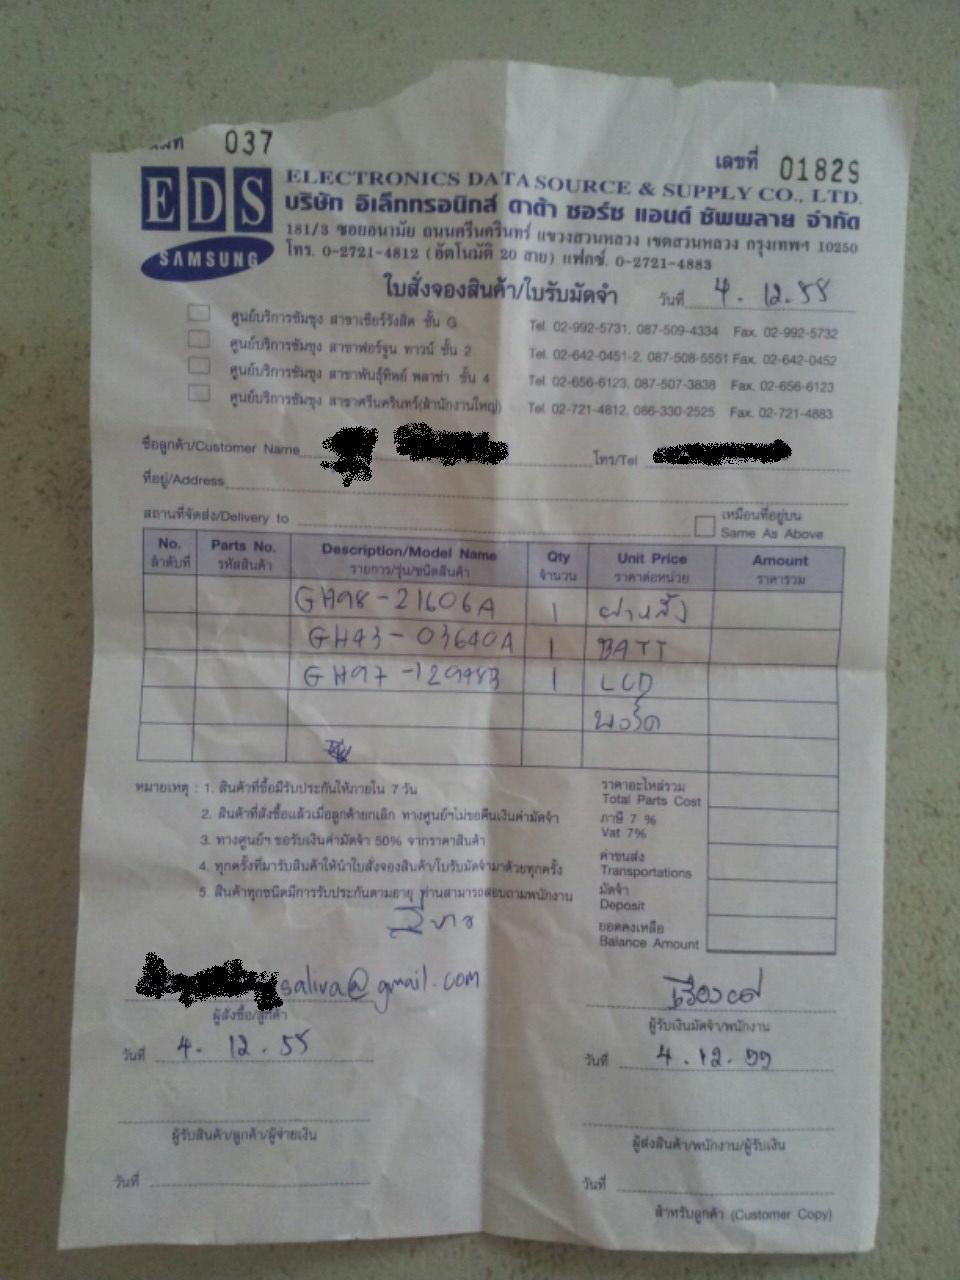 037
เลขที่ 01829
EDS
SAMSUNG
ELECTRONICS DATA SOURCE & SUPPLY CO., LTD.
บริษัท อิเล็กทรอนิกส์ ดาต้า ซอร์ซ แอนด์ ซัพพลาย จำกัด
181/3 ซอยอนามัย ถนนศรีนครินทร์ แขวงสวนหลวง เขตสวนหลวง กรุงเทพฯ 10250
โทร. 0-2721-4812 (อัตโนมัติ 20 สาย) แฟกซ์. 0-2721-4883
ใบสั่งจองสินค้า/ใบรับมัดจำ วันที่ 4.12.55
ศูนย์บริการซัมซุง สาขาเซียร์รังสิต ชั้น G Tel. 02-992-5731, 087-509-4334 Fax. 02-992-5732
ศูนย์บริการซัมซุง สาขาฟอร์จูน ทาวน์ ชั้น 2 Tel. 02-642-0451-2, 087-508-5551 Fax. 02-642-0452
ศูนย์บริการซัมซุง สาขาพันธุ์ทิพย์ พลาซ่า ชั้น 4 Tel. 02-656-6123, 087-507-3838 Fax. 02-656-6123
ศูนย์บริการซัมซุง สาขาศรีนครินทร์(สำนักงานใหญ่) Tel. 02-721-4812, 086-330-2525 Fax. 02-721-4883
ชื่อลูกค้า/Customer Name โทร/Tel
ที่อยู่/Address
สถานที่จัดส่ง/Delivery to เหมือนที่อยู่บน
Same As Above
No. Parts No. Description/Model Name Qty Unit Price Amount
ลำดับที่ รหัสสินค้า รายการ/รุ่น/ชนิดสินค้า จำนวน ราคาต่อหน่วย ราคารวม
GH98-21606A 1 ฝาหลัง
GH43-03640A 1 BATT
GH97-12948B 1 LCD
บอร์ด
หมายเหตุ : 1. สินค้าที่ซื้อมีรับประกันให้ภายใน 7 วัน
2. สินค้าที่สั่งซื้อแล้วเมื่อลูกค้ายกเลิก ทางศูนย์ฯไม่ขอคืนเงินค่ามัดจำ
3. ทางศูนย์ฯ ขอรับเงินค่ามัดจำ 50% จากราคาสินค้า
4. ทุกครั้งที่มารับสินค้าให้นำใบสั่งจองสินค้า/ใบรับมัดจำมาด้วยทุกครั้ง
5. สินค้าทุกชนิดมีการรับประกันตามอายุ ท่านสามารถสอบถามพนักงาน
ราคาอะไหล่รวม
Total Parts Cost
ภาษี 7 %
Vat 7%
ค่าขนส่ง
Transportations
มัดจำ
Deposit
ยอดคงเหลือ
Balance Amount
saliva@gmail.com
ผู้สั่งซื้อ/ลูกค้า
ผู้รับเงินมัดจำ/พนักงาน
วันที่ 4.12.55
วันที่ 4.12.55
ผู้รับสินค้า/ลูกค้า/ผู้จ่ายเงิน
ผู้ส่งสินค้า/พนักงาน/ผู้รับเงิน
วันที่
วันที่
สำหรับลูกค้า (Customer Copy)